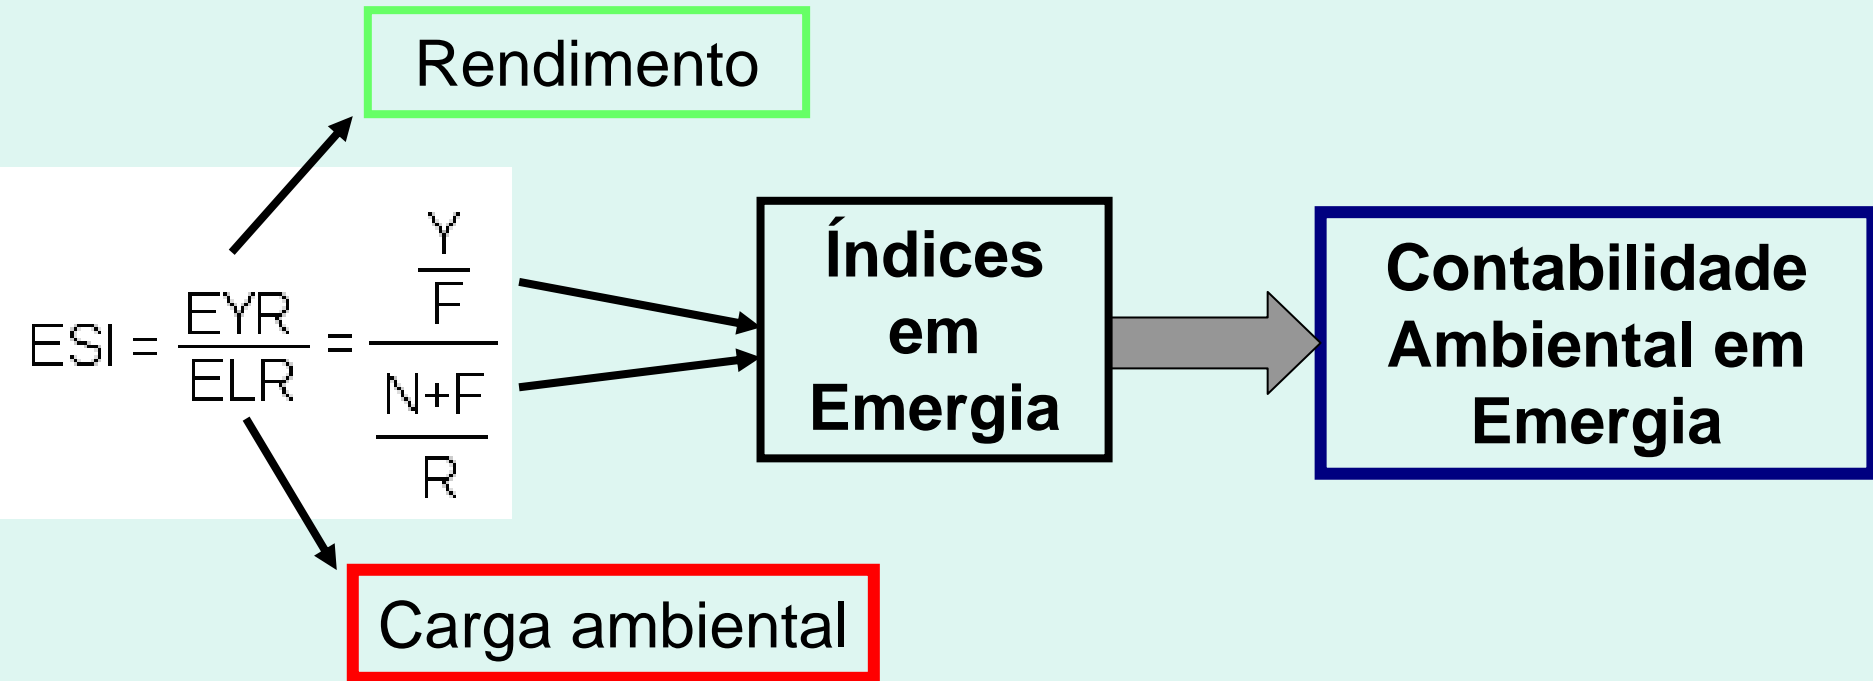 Rendimento
ESI = EYR / ELR = Y / F / N+F / R
Índices
em
Emergia
Contabilidade
Ambiental em
Emergia
Carga ambiental